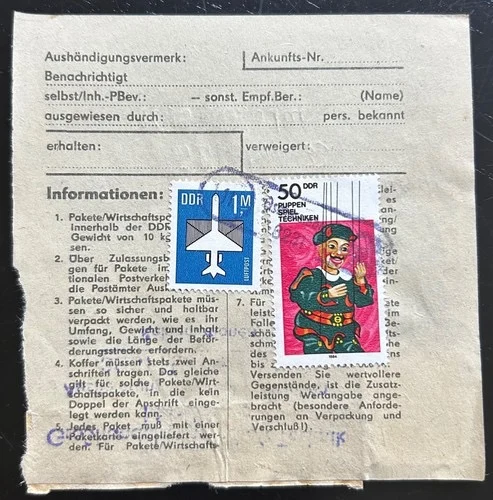 Aushändigungsvermerk: Ankunfts-Nr.
Benachrichtigt
selbst/Inh.-PBev.: — sonst. Empf.Ber.: (Name)
ausgewiesen durch: pers. bekannt
erhalten: verweigert:
Informationen:
1. Pakete/Wirtschaftsp
Innerhalb der DDR
Gewicht von 10 kg
sen.
2. Über Zulassungsb
gen für Pakete im
tionalen Postverke
die Postämter Ausk
3. Pakete/Wirtschaftspakete müs-
sen so sicher und haltbar
verpackt werden, wie es ihr
Umfang, Gewicht und Inhalt
sowie die Länge der Beför-
derungsstrecke erfordern.
4. Koffer müssen stets zwei An-
schriften tragen. Das gleiche
gilt für solche Pakete/Wirt-
schaftspakete, in die kein
Doppel der Anschrift einge-
legt werden kann.
5. Jedes Paket muß mit einer
Paketkarte eingeliefert wer-
den. Für Pakete/Wirtschafts-
DDR 1 M
LUFTPOST
50 DDR
PUPPEN
SPIEL
TECHNIKEN
1984
7. Für
Versenden Sie wertvollere
Gegenstände, ist die Zusatz-
leistung Wertangabe ange-
bracht (besondere Anforde-
rungen an Verpackung und
Verschluß!).